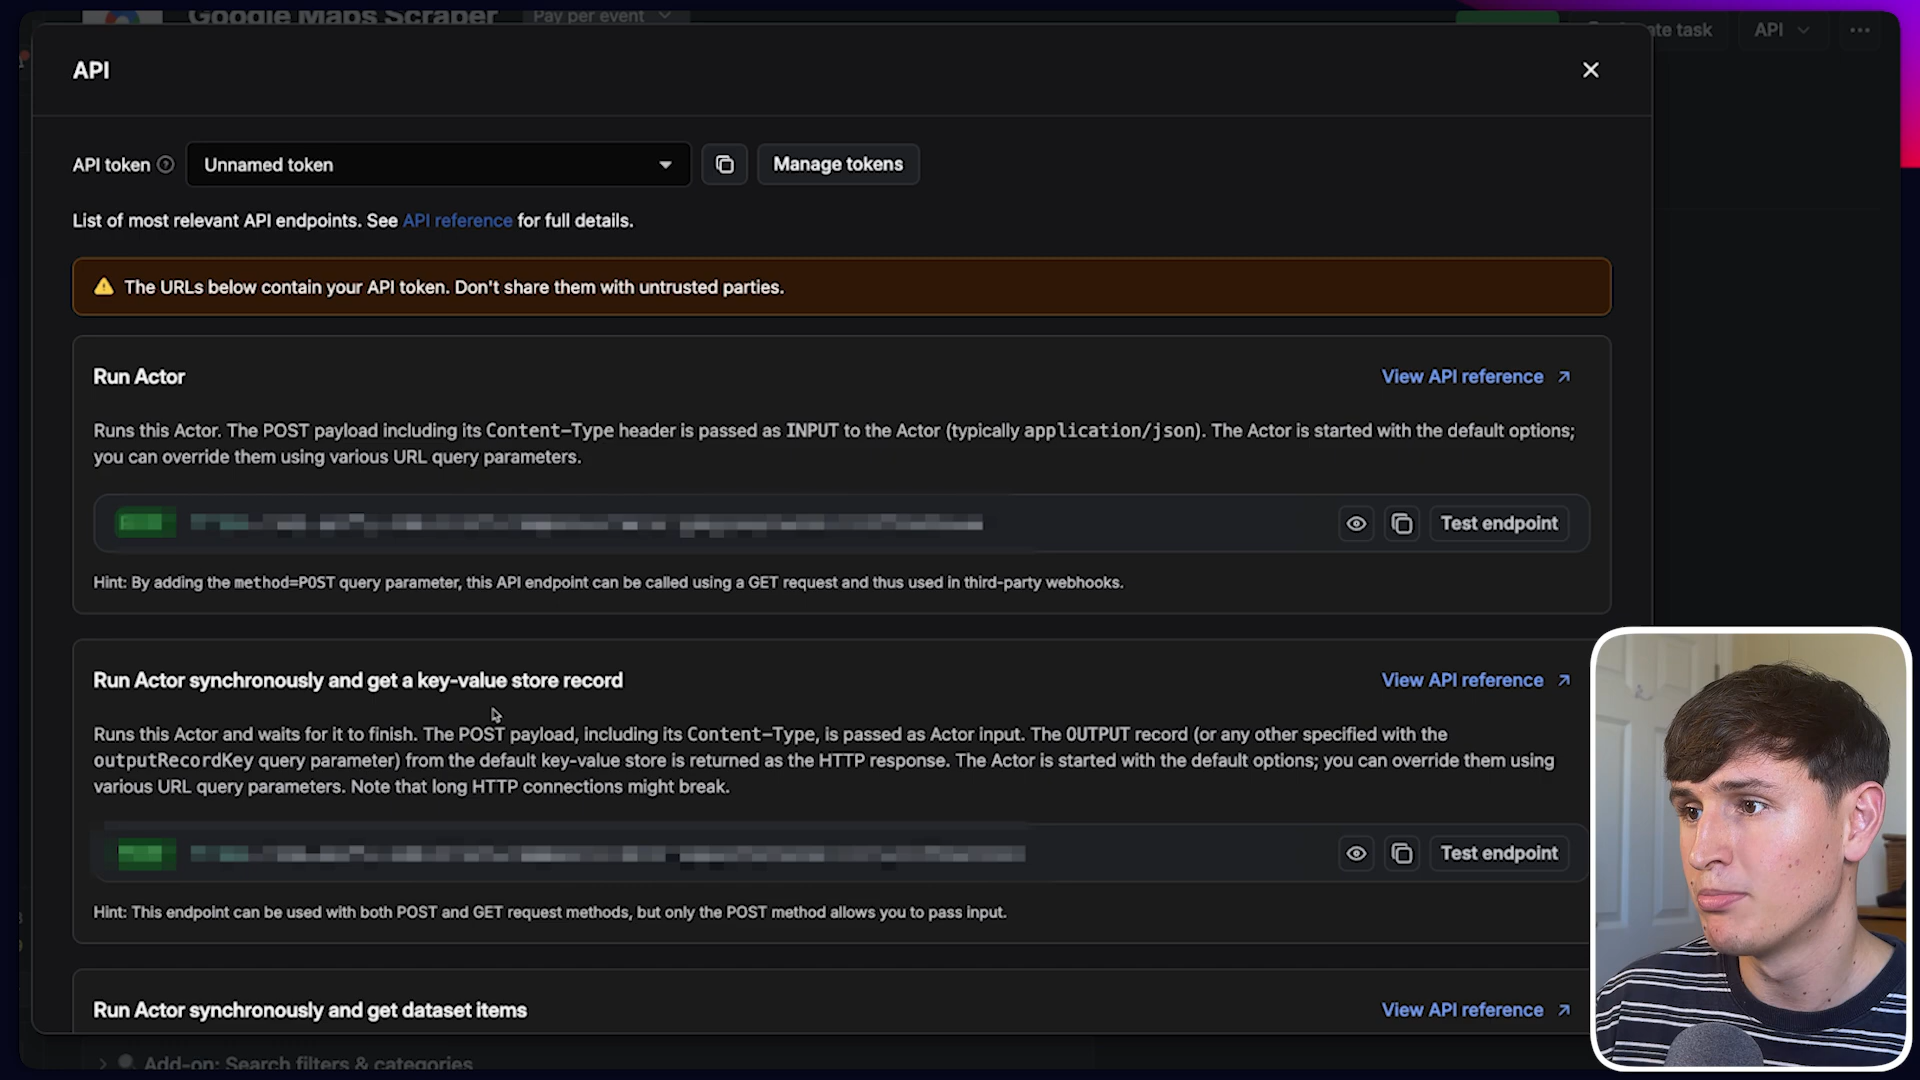 Google Maps Scraper
Pay per event
ate task
API
API
API token
Unnamed token
Manage tokens
List of most relevant API endpoints. See API reference for full details.
The URLs below contain your API token. Don't share them with untrusted parties.
Run Actor
View API reference
Runs this Actor. The POST payload including its Content-Type header is passed as INPUT to the Actor (typically application/json). The Actor is started with the default options;
you can override them using various URL query parameters.
Test endpoint
Hint: By adding the method=POST query parameter, this API endpoint can be called using a GET request and thus used in third-party webhooks.
Run Actor synchronously and get a key-value store record
View API reference
Runs this Actor and waits for it to finish. The POST payload, including its Content-Type, is passed as Actor input. The OUTPUT record (or any other specified with the
outputRecordKey query parameter) from the default key-value store is returned as the HTTP response. The Actor is started with the default options; you can override them using
various URL query parameters. Note that long HTTP connections might break.
Test endpoint
Hint: This endpoint can be used with both POST and GET request methods, but only the POST method allows you to pass input.
Run Actor synchronously and get dataset items
View API reference
Add-on: Search filters & categories